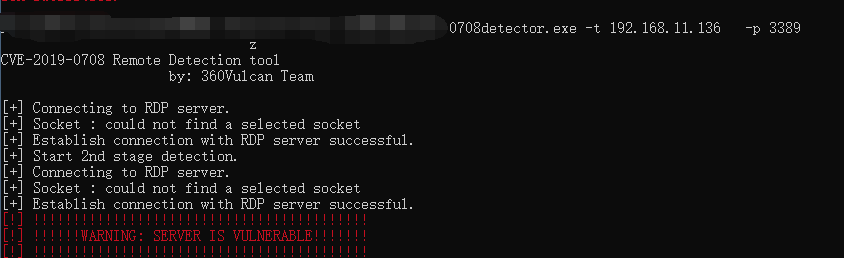 0708detector.exe -t 192.168.11.136 -p 3389
z
CVE-2019-0708 Remote Detection tool
by: 360Vulcan Team
[+] Connecting to RDP server.
[+] Socket : could not find a selected socket
[+] Establish connection with RDP server successful.
[+] Start 2nd stage detection.
[+] Connecting to RDP server.
[+] Socket : could not find a selected socket
[+] Establish connection with RDP server successful.
[!] !!!!!!!!!!!!!!!!!!!!!!!!!!!!!!!!!!!!!!!!!!
[!] !!!!!!WARNING: SERVER IS VULNERABLE!!!!!!!
[!] !!!!!!!!!!!!!!!!!!!!!!!!!!!!!!!!!!!!!!!!!!